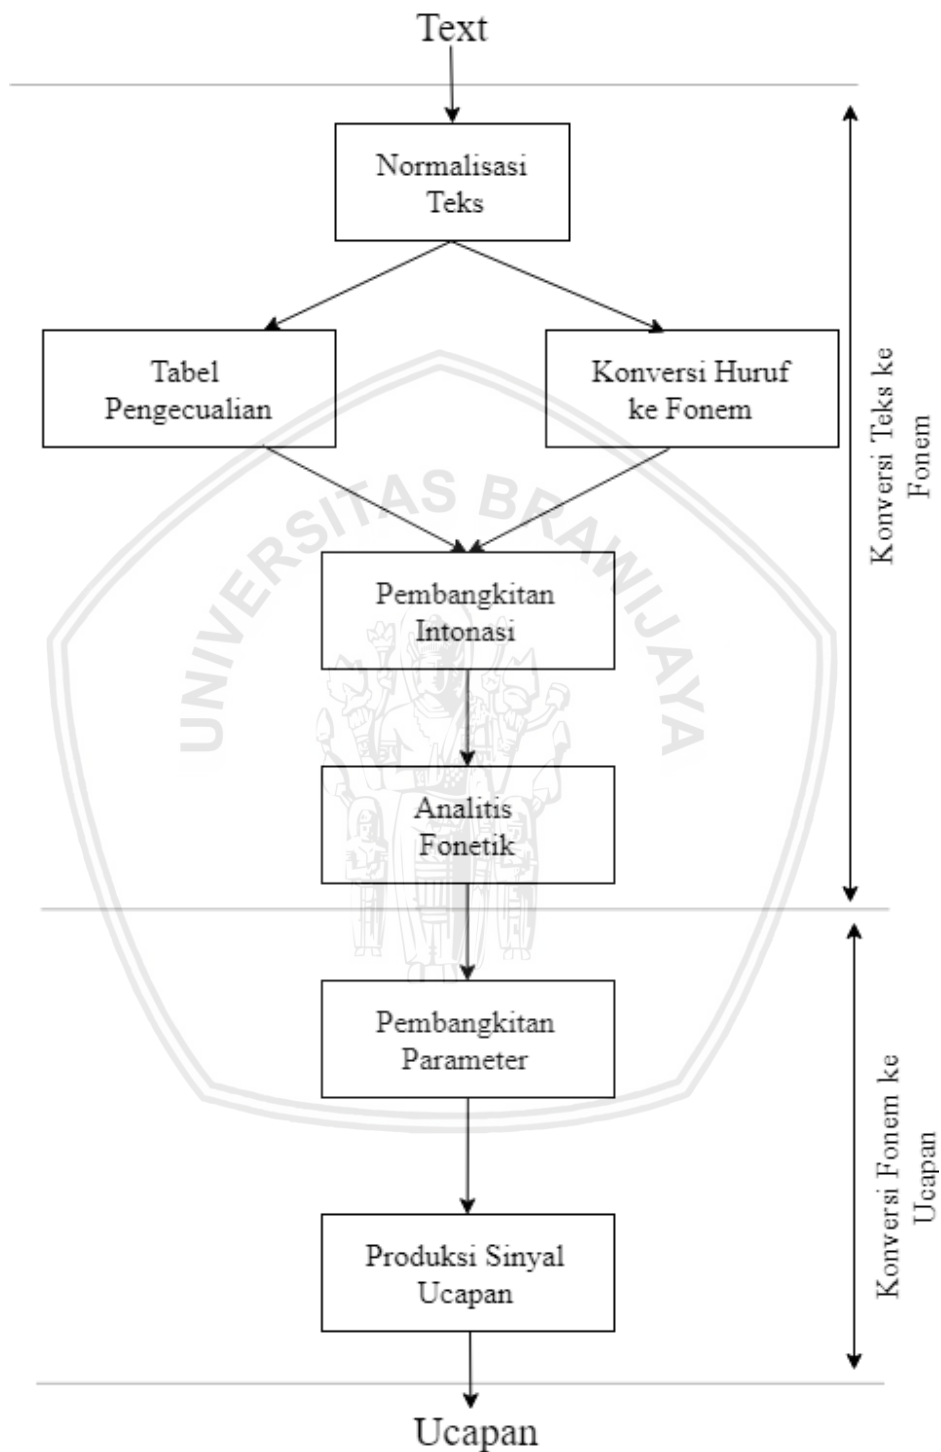 Text
Normalisasi
Teks
Tabel
Pengecualian
Konversi Huruf
ke Fonem
Konversi Teks ke
Fonem
UNIVERSITAS BRAWIJAYA
Pembangkitan
Intonasi
Analitis
Fonetik
Pembangkitan
Parameter
Konversi Fonem ke
Ucapan
Produksi Sinyal
Ucapan
Ucapan